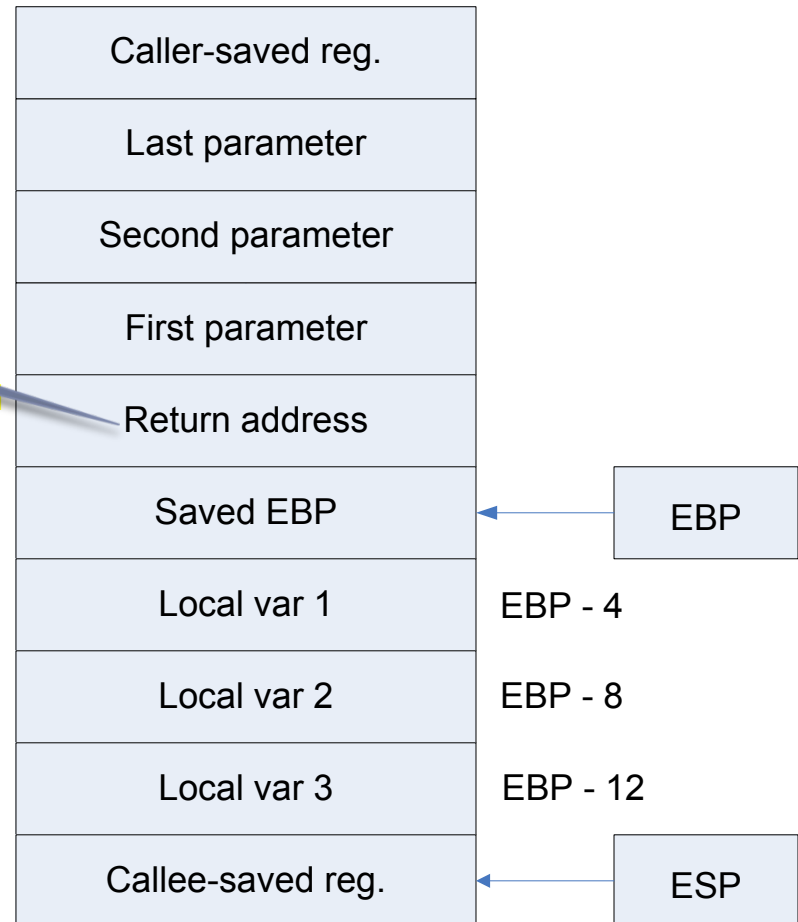 Caller-saved reg.
Last parameter
Second parameter
First parameter
Return address
Saved EBP
EBP
Local var 1
EBP - 4
Local var 2
EBP - 8
Local var 3
EBP - 12
Callee-saved reg.
ESP